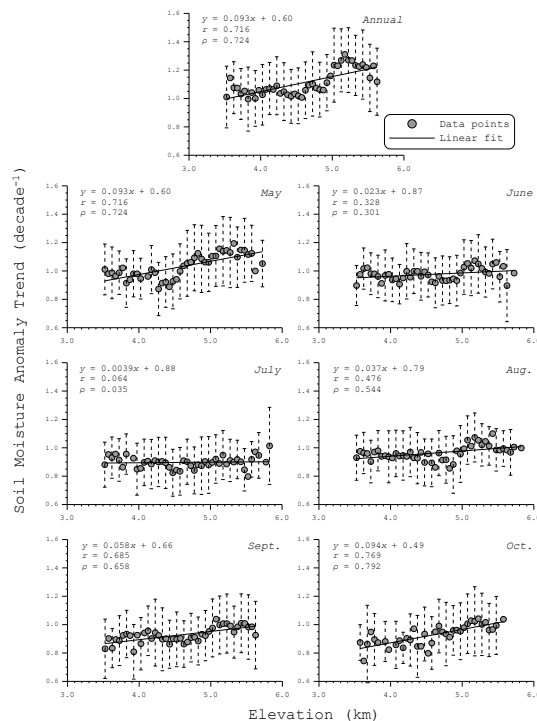 y = 0.093x + 0.60
r = 0.716
ρ = 0.724
Annual
1.6
1.4
1.2
1.0
0.8
0.6
3.0 4.0 5.0 6.0
Data points
Linear fit
y = 0.093x + 0.60
r = 0.716
ρ = 0.724
May
1.6
1.4
1.2
1.0
0.8
0.6
3.0 4.0 5.0 6.0
y = 0.023x + 0.87
r = 0.328
ρ = 0.301
June
1.6
1.4
1.2
1.0
0.8
0.6
3.0 4.0 5.0 6.0
y = 0.0039x + 0.88
r = 0.064
ρ = 0.035
July
1.6
1.4
1.2
1.0
0.8
0.6
3.0 4.0 5.0 6.0
y = 0.037x + 0.79
r = 0.476
ρ = 0.544
Aug.
1.6
1.4
1.2
1.0
0.8
0.6
3.0 4.0 5.0 6.0
y = 0.058x + 0.66
r = 0.685
ρ = 0.658
Sept.
1.6
1.4
1.2
1.0
0.8
0.6
3.0 4.0 5.0 6.0
y = 0.094x + 0.49
r = 0.769
ρ = 0.792
Oct.
1.6
1.4
1.2
1.0
0.8
0.6
3.0 4.0 5.0 6.0
Soil Moisture Anomaly Trend (decade⁻¹)
Elevation (km)